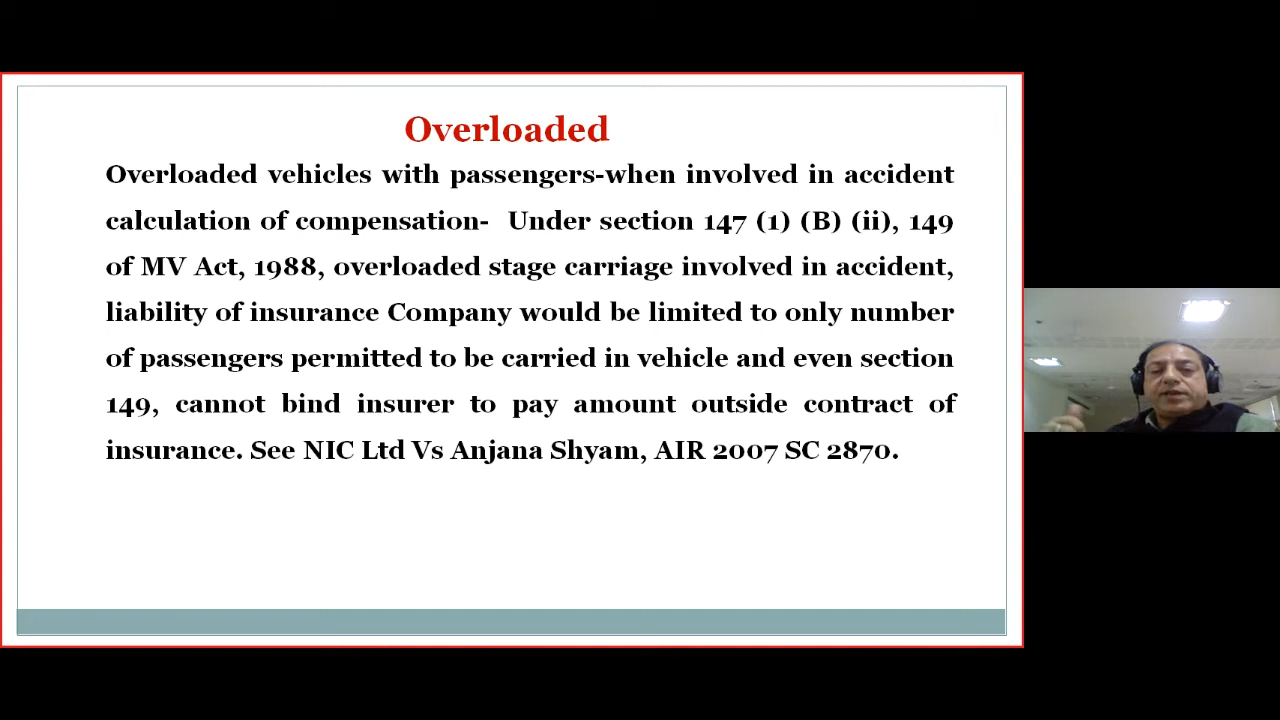 Overloaded
Overloaded vehicles with passengers-when involved in accident
calculation of compensation- Under section 147 (1) (B) (ii), 149
of MV Act, 1988, overloaded stage carriage involved in accident,
liability of insurance Company would be limited to only number
of passengers permitted to be carried in vehicle and even section
149, cannot bind insurer to pay amount outside contract of
insurance. See NIC Ltd Vs Anjana Shyam, AIR 2007 SC 2870.